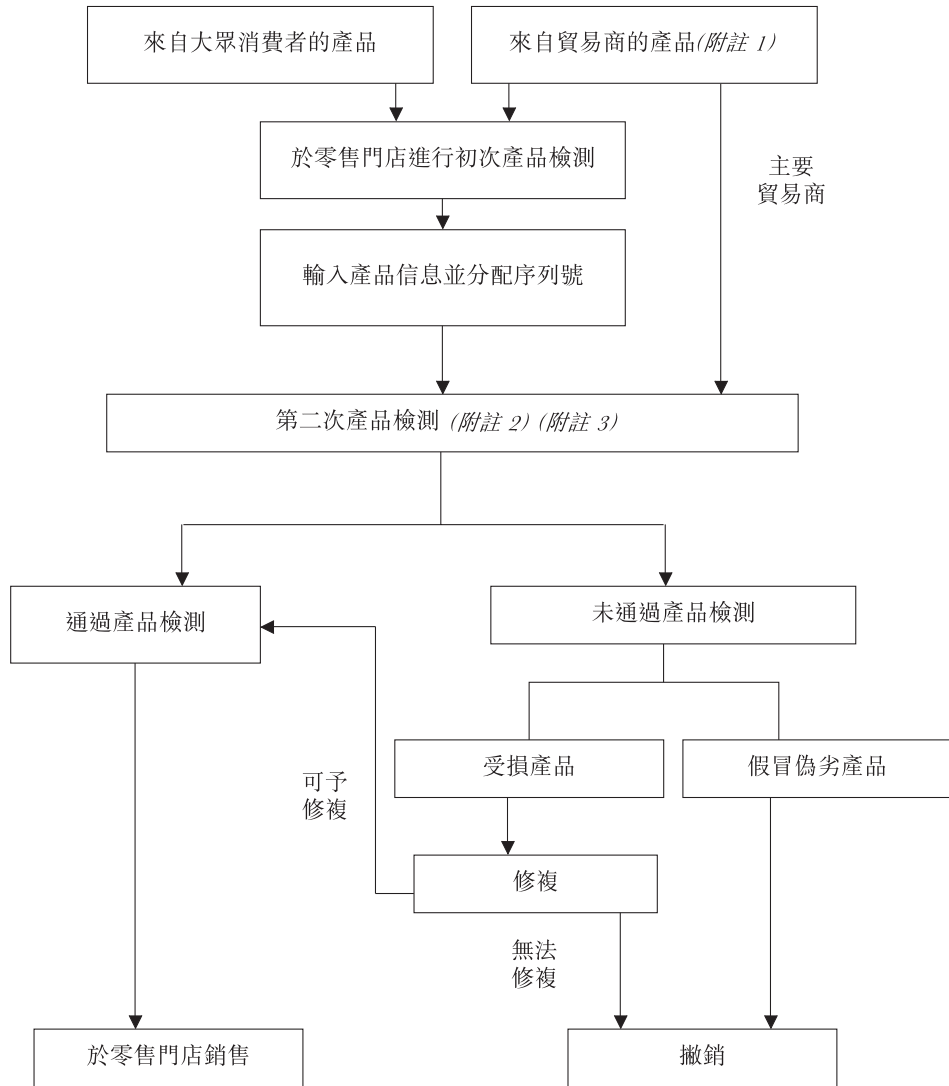 來自大眾消費者的產品
來自貿易商的產品(附註 1)
於零售門店進行初次產品檢測
主要
貿易商
輸入產品信息並分配序列號
第二次產品檢測 (附註 2) (附註 3)
通過產品檢測
未通過產品檢測
受損產品
假冒偽劣產品
可予
修複
修複
無法
修複
於零售門店銷售
撇銷